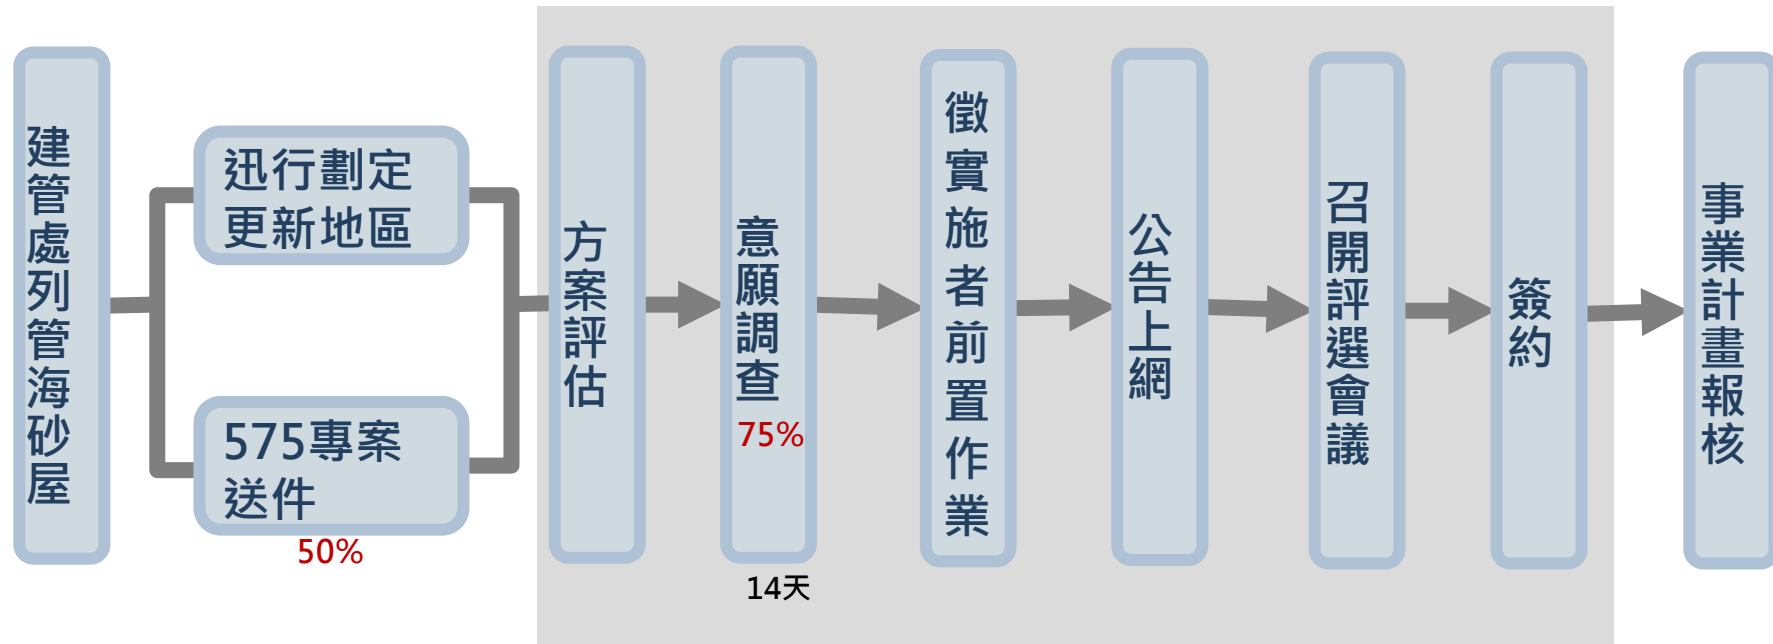 建管處列管海砂屋
迅行劃定
更新地區
575專案
送件
50%
方案評估
意願調查
75%
14天
徵實施者前置作業
公告上網
召開評選會議
簽約
事業計畫報核